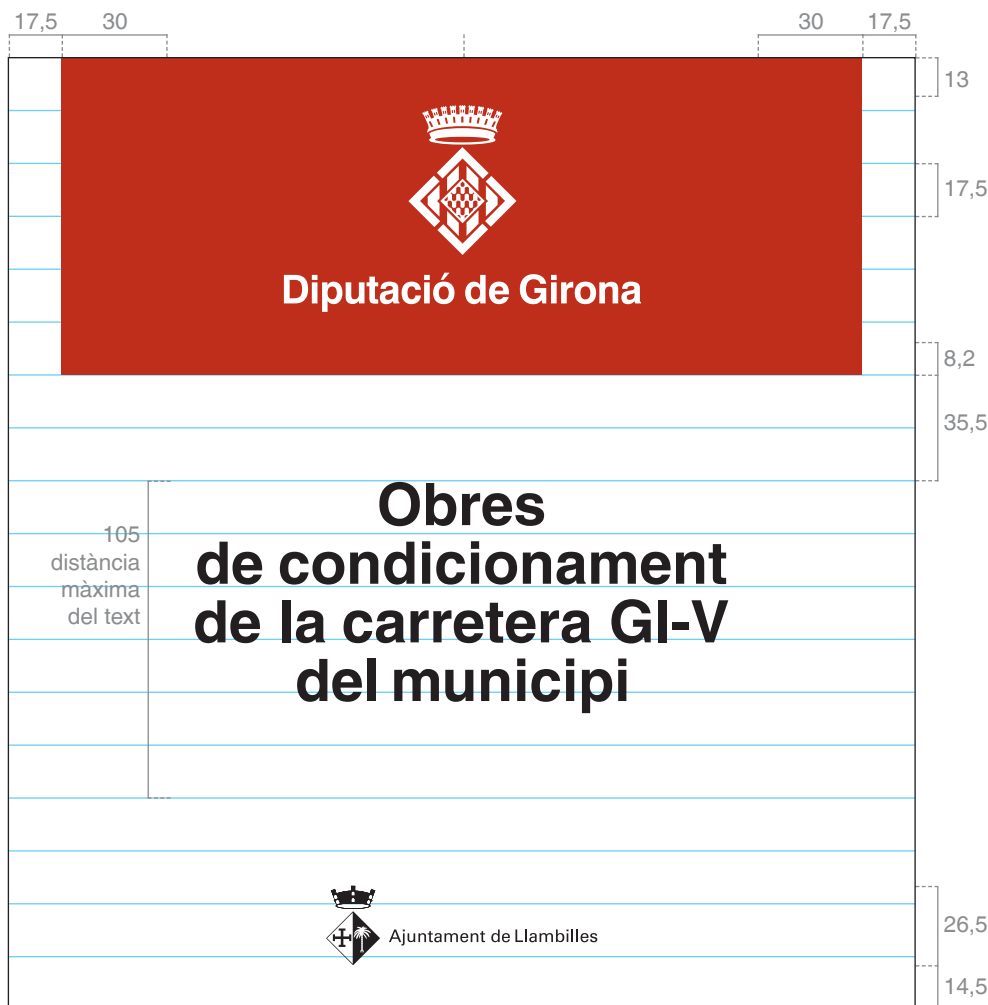 17,5 30 30 17,5
13
17,5
Diputació de Girona
8,2
35,5
105
distància
màxima
del text
Obres
de condicionament
de la carretera GI-V
del municipi
26,5
Ajuntament de Llambilles
14,5